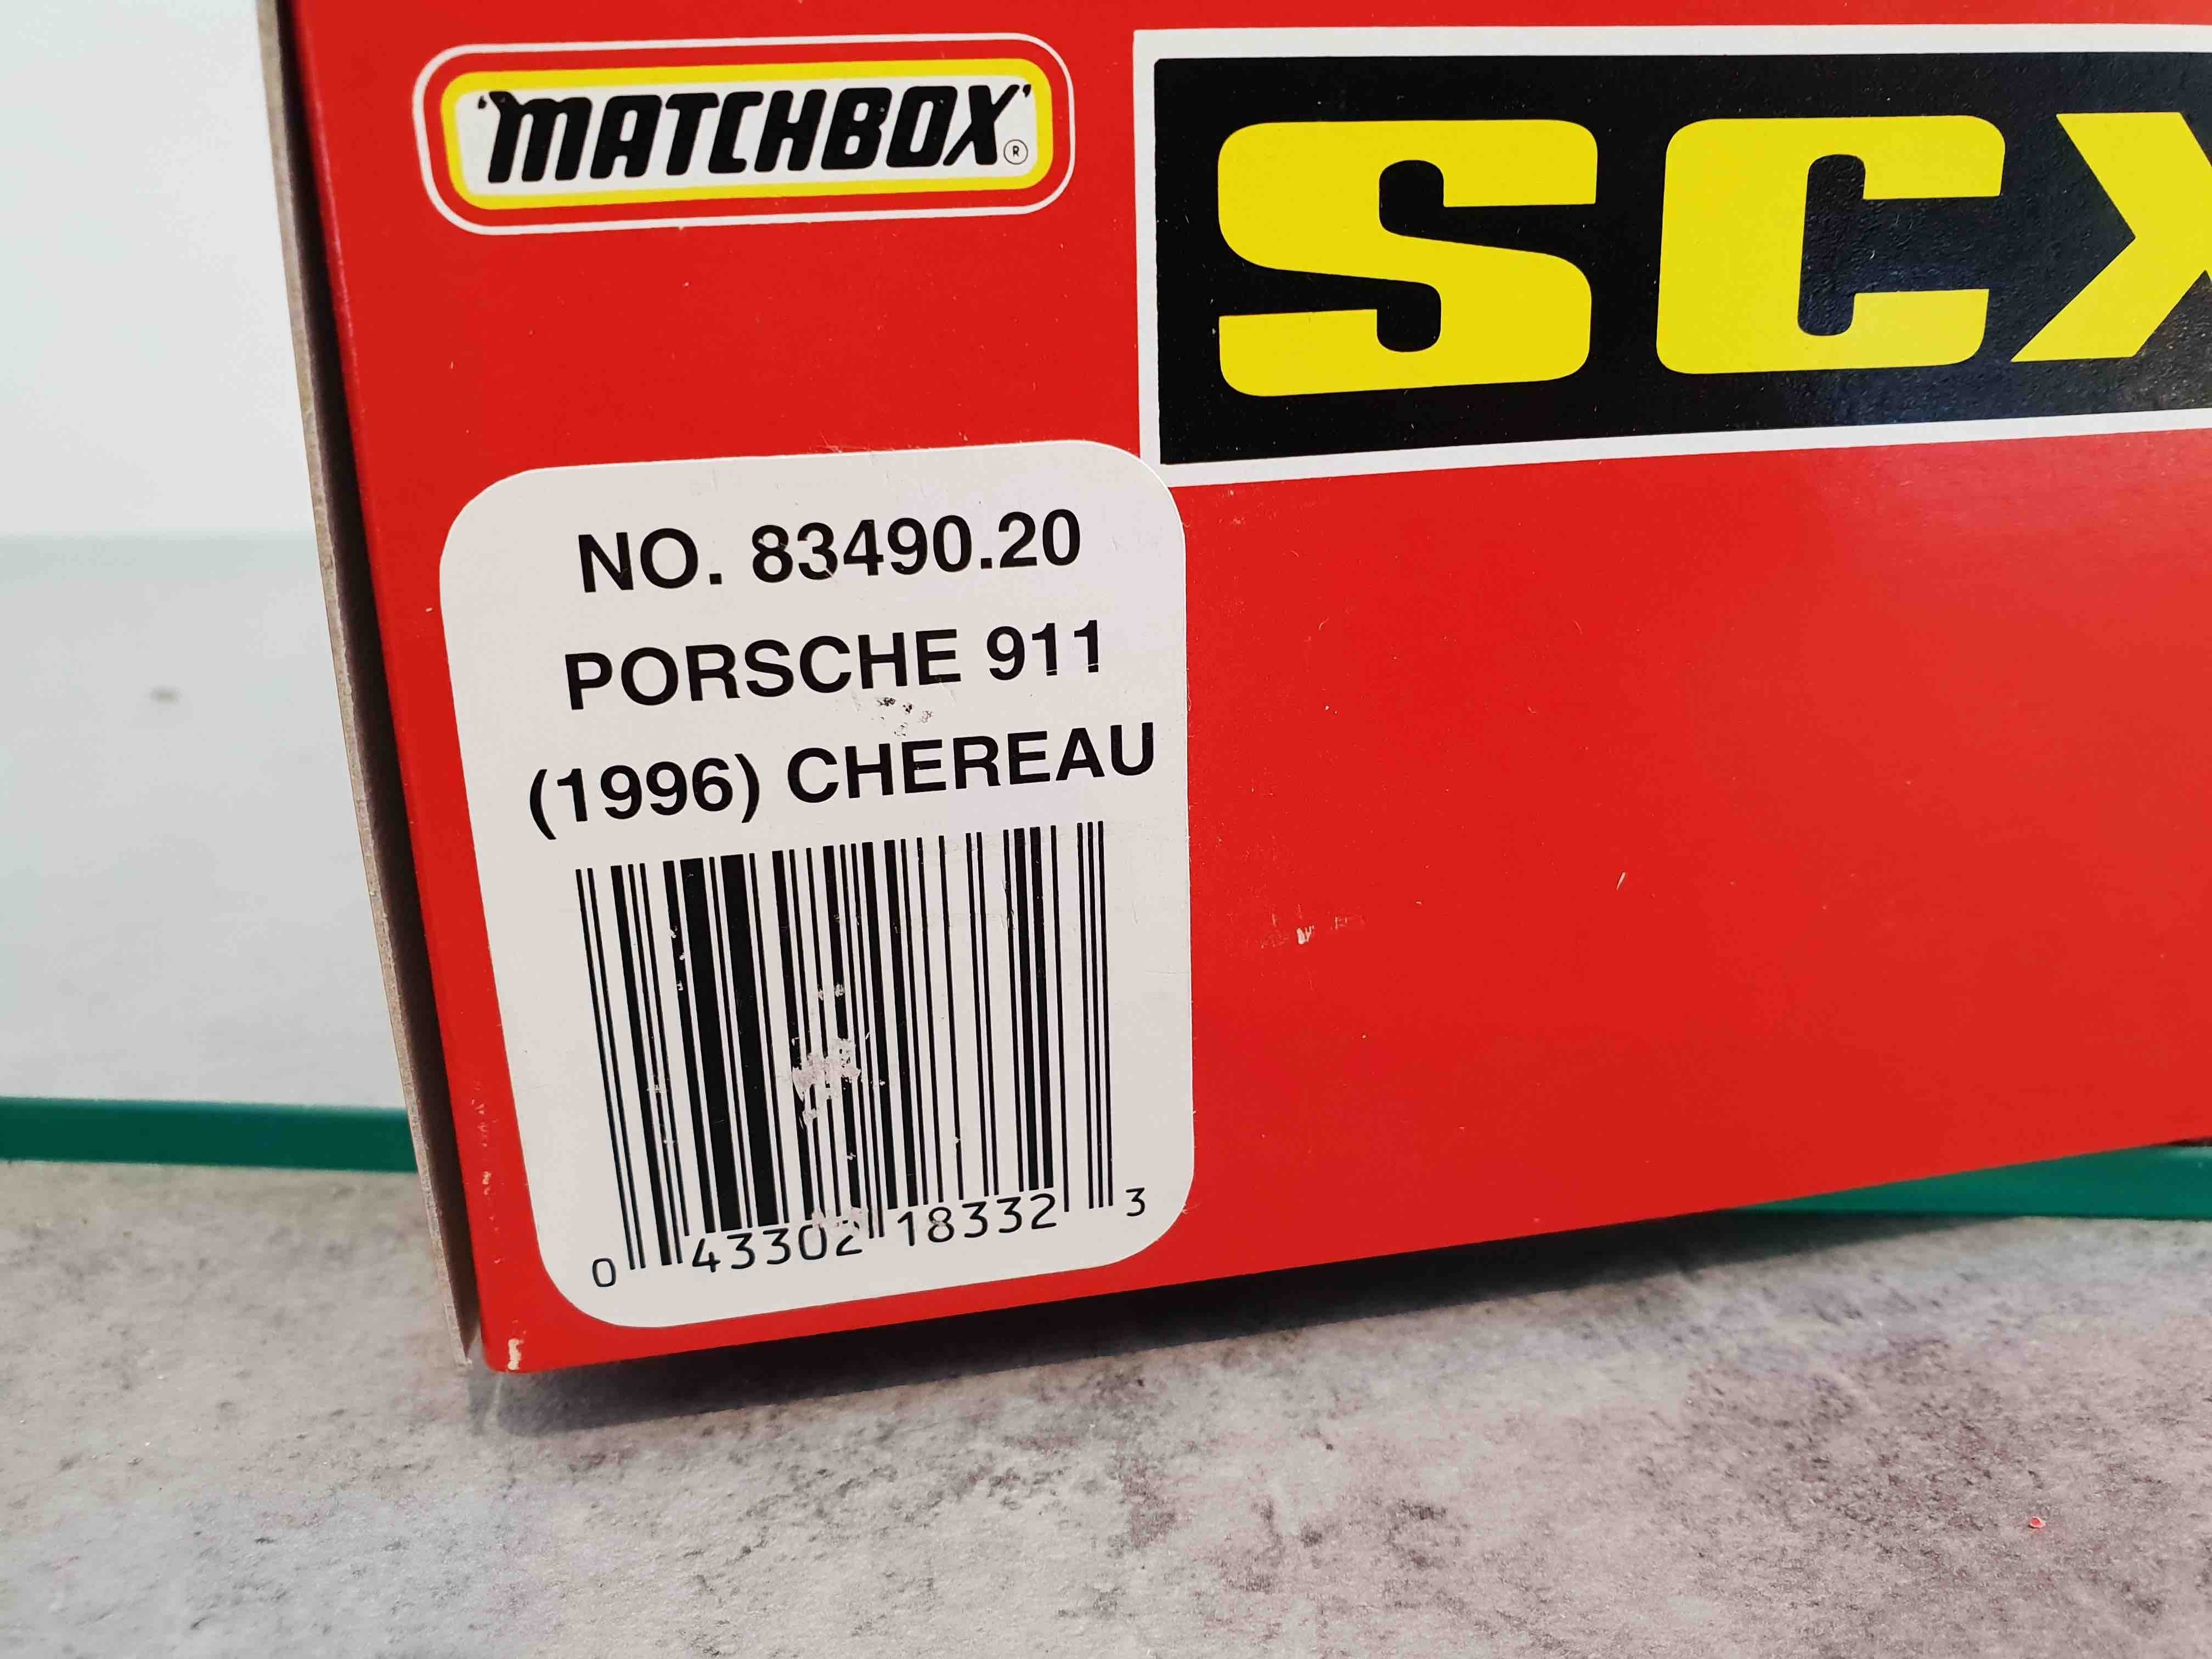 'MATCHBOX'®
SCX
NO. 83490.20
PORSCHE 911
(1996) CHEREAU
0 43302 18332 3